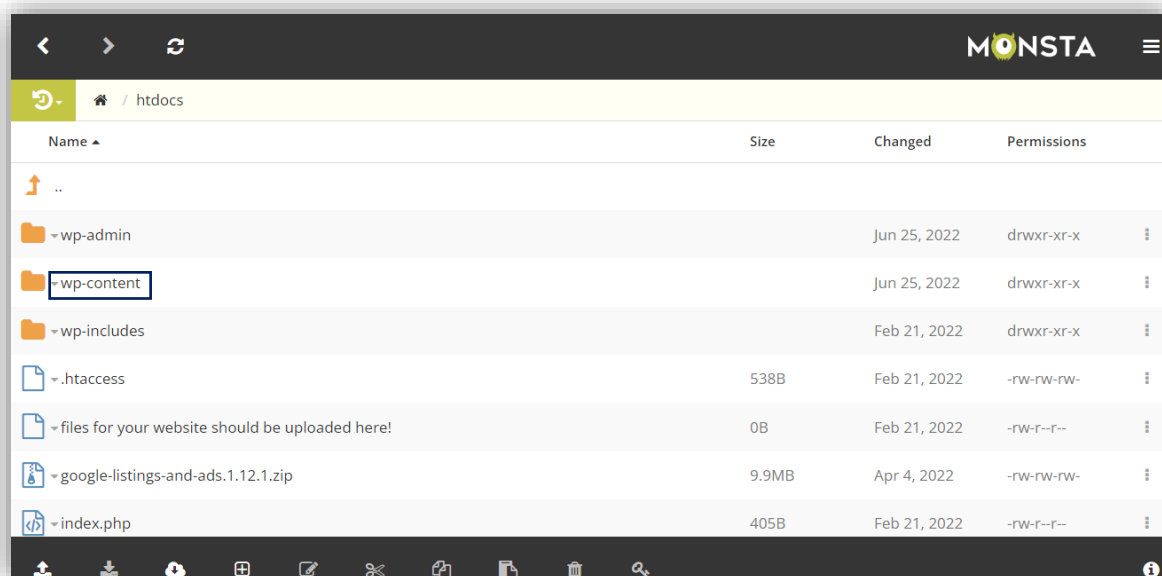 MONSTA
/ htdocs
Name Size Changed Permissions
..
wp-admin Jun 25, 2022 drwxr-xr-x
wp-content Jun 25, 2022 drwxr-xr-x
wp-includes Feb 21, 2022 drwxr-xr-x
.htaccess 538B Feb 21, 2022 -rw-rw-rw-
files for your website should be uploaded here! 0B Feb 21, 2022 -rw-r--r--
google-listings-and-ads.1.12.1.zip 9.9MB Apr 4, 2022 -rw-rw-rw-
index.php 405B Feb 21, 2022 -rw-r--r--